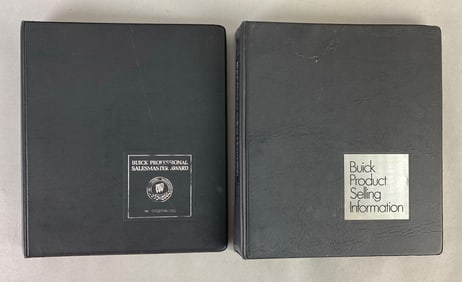 BUICK PROFESSIONAL
SALESMASTER AWARD
Buick
Product
Selling
Information